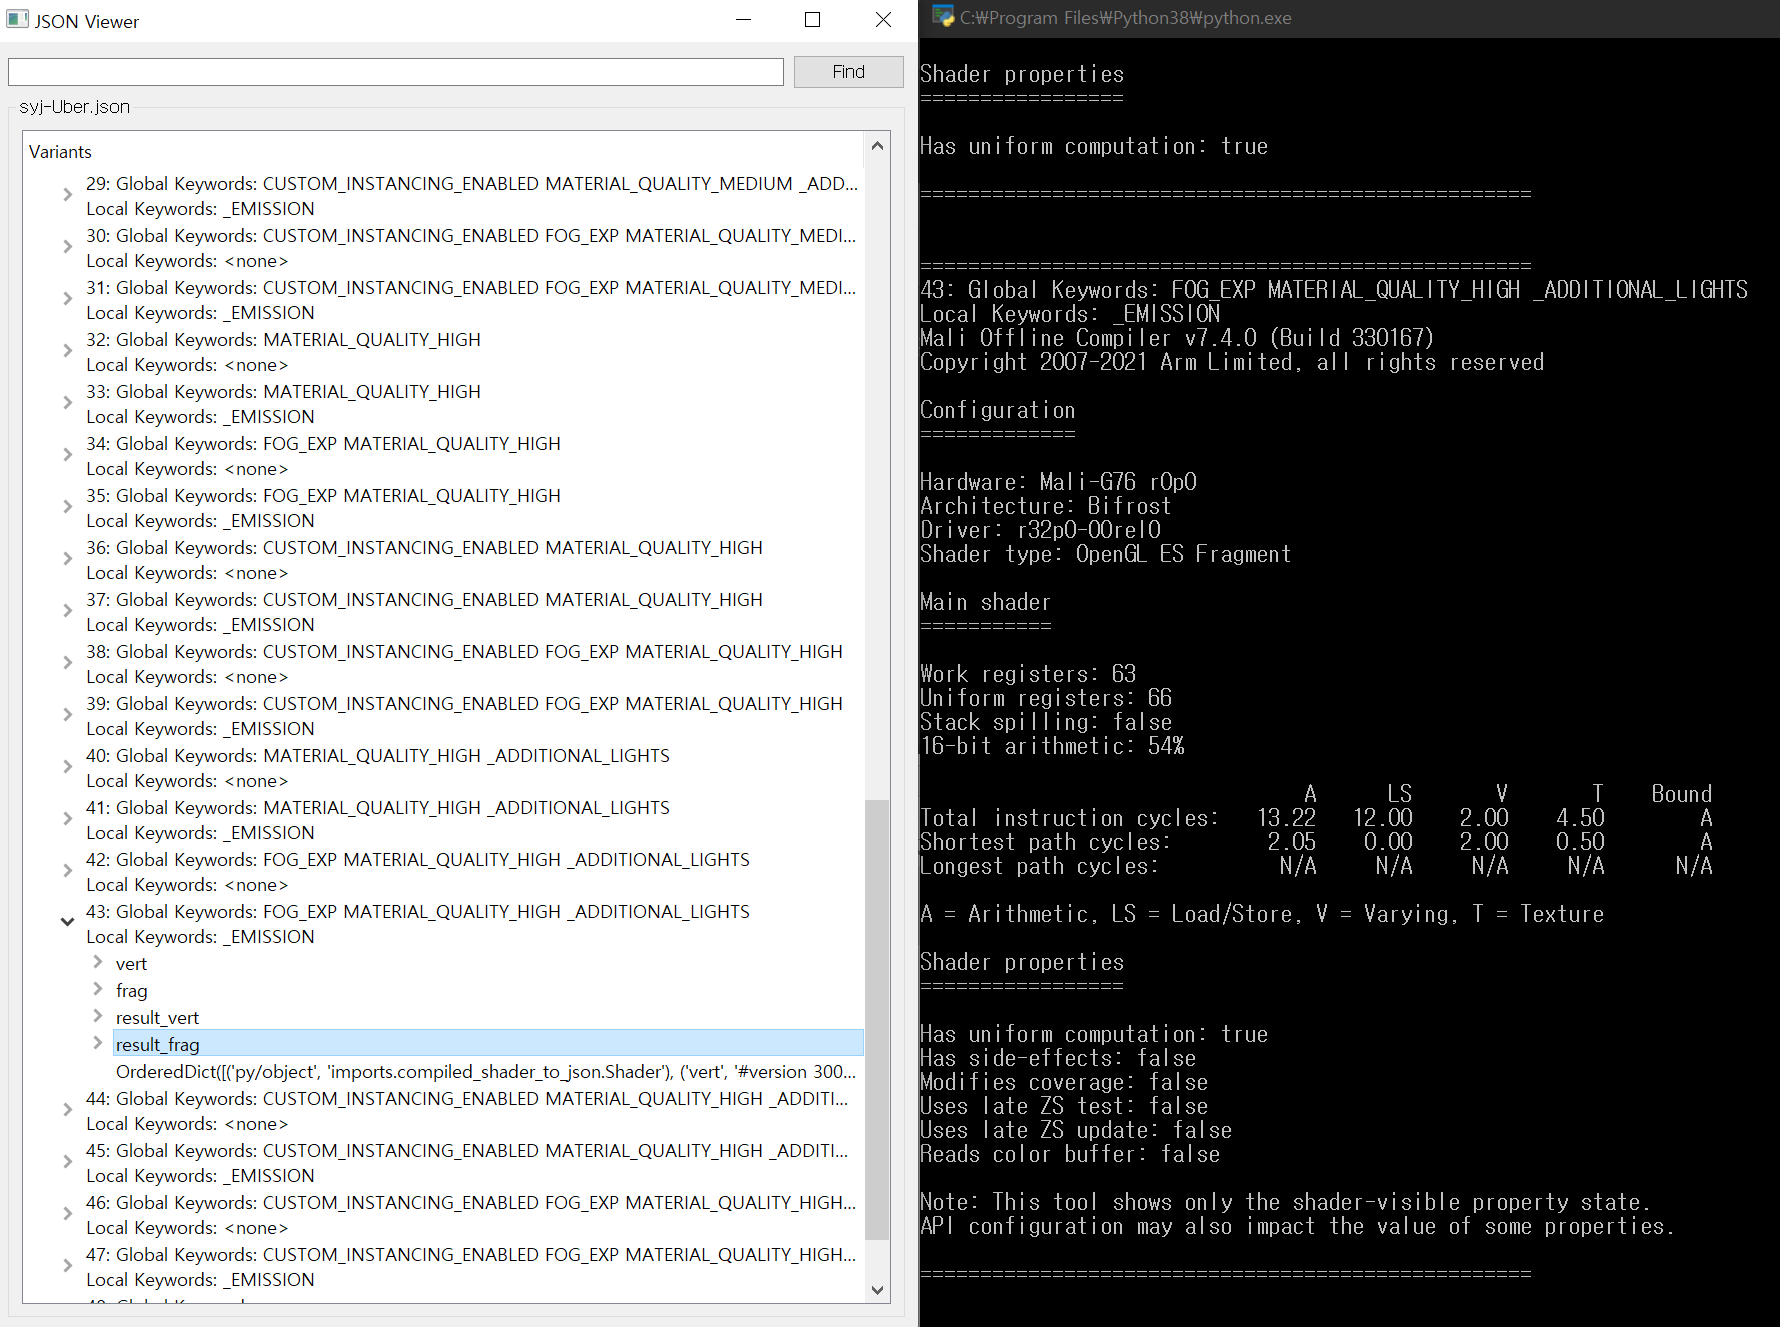 JSON Viewer
Find
syj-Uber.json
Variants
29: Global Keywords: CUSTOM_INSTANCING_ENABLED MATERIAL_QUALITY_MEDIUM _ADD...
Local Keywords: _EMISSION
30: Global Keywords: CUSTOM_INSTANCING_ENABLED FOG_EXP MATERIAL_QUALITY_MEDI...
Local Keywords: <none>
31: Global Keywords: CUSTOM_INSTANCING_ENABLED FOG_EXP MATERIAL_QUALITY_MEDI...
Local Keywords: _EMISSION
32: Global Keywords: MATERIAL_QUALITY_HIGH
Local Keywords: <none>
33: Global Keywords: MATERIAL_QUALITY_HIGH
Local Keywords: _EMISSION
34: Global Keywords: FOG_EXP MATERIAL_QUALITY_HIGH
Local Keywords: <none>
35: Global Keywords: FOG_EXP MATERIAL_QUALITY_HIGH
Local Keywords: _EMISSION
36: Global Keywords: CUSTOM_INSTANCING_ENABLED MATERIAL_QUALITY_HIGH
Local Keywords: <none>
37: Global Keywords: CUSTOM_INSTANCING_ENABLED MATERIAL_QUALITY_HIGH
Local Keywords: _EMISSION
38: Global Keywords: CUSTOM_INSTANCING_ENABLED FOG_EXP MATERIAL_QUALITY_HIGH
Local Keywords: <none>
39: Global Keywords: CUSTOM_INSTANCING_ENABLED FOG_EXP MATERIAL_QUALITY_HIGH
Local Keywords: _EMISSION
40: Global Keywords: MATERIAL_QUALITY_HIGH _ADDITIONAL_LIGHTS
Local Keywords: <none>
41: Global Keywords: MATERIAL_QUALITY_HIGH _ADDITIONAL_LIGHTS
Local Keywords: _EMISSION
42: Global Keywords: FOG_EXP MATERIAL_QUALITY_HIGH _ADDITIONAL_LIGHTS
Local Keywords: <none>
43: Global Keywords: FOG_EXP MATERIAL_QUALITY_HIGH _ADDITIONAL_LIGHTS
Local Keywords: _EMISSION
vert
frag
result_vert
result_frag
OrderedDict([('py/object', 'imports.compiled_shader_to_json.Shader'), ('vert', '#version 300...
44: Global Keywords: CUSTOM_INSTANCING_ENABLED MATERIAL_QUALITY_HIGH _ADDITI...
Local Keywords: <none>
45: Global Keywords: CUSTOM_INSTANCING_ENABLED MATERIAL_QUALITY_HIGH _ADDITI...
Local Keywords: _EMISSION
46: Global Keywords: CUSTOM_INSTANCING_ENABLED FOG_EXP MATERIAL_QUALITY_HIGH...
Local Keywords: <none>
47: Global Keywords: CUSTOM_INSTANCING_ENABLED FOG_EXP MATERIAL_QUALITY_HIGH...
Local Keywords: _EMISSION
C:₩Program Files₩Python38₩python.exe
Shader properties
=================
Has uniform computation: true
===================================================
===================================================
43: Global Keywords: FOG_EXP MATERIAL_QUALITY_HIGH _ADDITIONAL_LIGHTS
Local Keywords: _EMISSION
Mali Offline Compiler v7.4.0 (Build 330167)
Copyright 2007-2021 Arm Limited, all rights reserved
Configuration
=============
Hardware: Mali-G76 r0p0
Architecture: Bifrost
Driver: r32p0-00rel0
Shader type: OpenGL ES Fragment
Main shader
===========
Work registers: 63
Uniform registers: 66
Stack spilling: false
16-bit arithmetic: 54%
A LS V T Bound
Total instruction cycles: 13.22 12.00 2.00 4.50 A
Shortest path cycles: 2.05 0.00 2.00 0.50 A
Longest path cycles: N/A N/A N/A N/A N/A
A = Arithmetic, LS = Load/Store, V = Varying, T = Texture
Shader properties
=================
Has uniform computation: true
Has side-effects: false
Modifies coverage: false
Uses late ZS test: false
Uses late ZS update: false
Reads color buffer: false
Note: This tool shows only the shader-visible property state.
API configuration may also impact the value of some properties.
===================================================